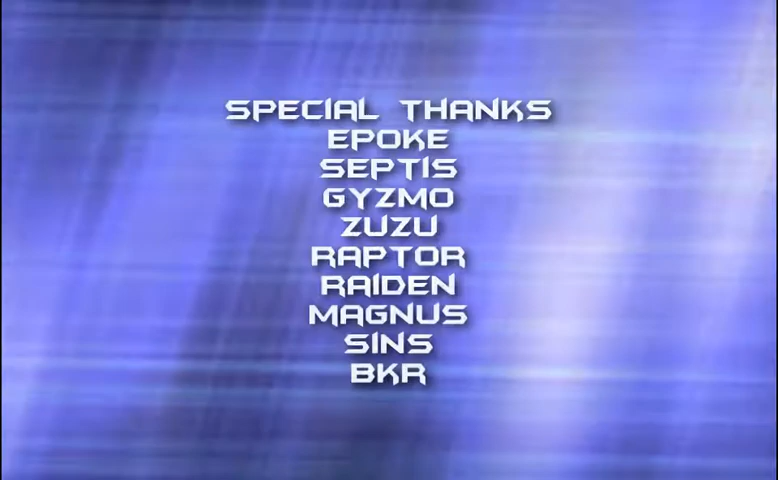 SPECIAL THANKS
EPOKE
SEPTIS
GYZMO
ZUZU
RAPTOR
RAIDEN
MAGNUS
SINS
BKR